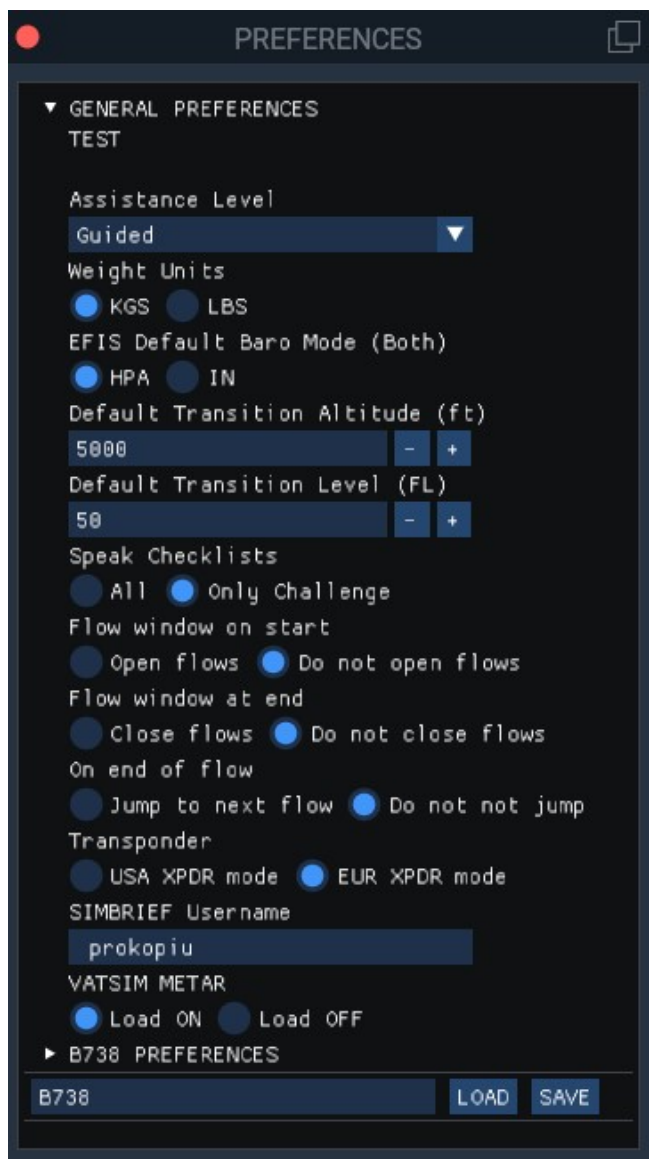 PREFERENCES
GENERAL PREFERENCES
TEST
Assistance Level
Guided
Weight Units
KGS LBS
EFIS Default Baro Mode (Both)
HPA IN
Default Transition Altitude (ft)
5000 - +
Default Transition Level (FL)
50 - +
Speak Checklists
All Only Challenge
Flow window on start
Open flows Do not open flows
Flow window at end
Close flows Do not close flows
On end of flow
Jump to next flow Do not not jump
Transponder
USA XPDR mode EUR XPDR mode
SIMBRIEF Username
prokopiu
VATSIM METAR
Load ON Load OFF
B738 PREFERENCES
B738 LOAD SAVE